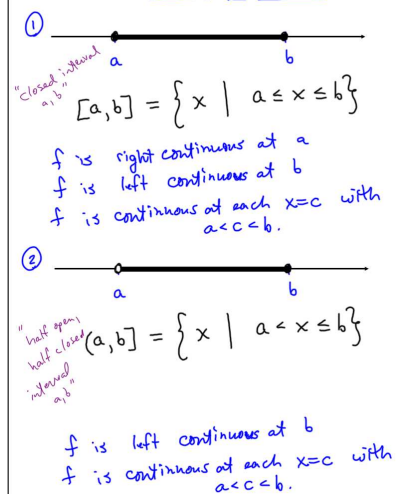 ①
a b
"closed interval
a,b"
[a,b] = { x | a ≤ x ≤ b}
f is right continuous at a
f is left continuous at b
f is continuous at each x=c with
a<c<b.
②
a b
"half open,
half closed
interval
a,b"
(a,b] = { x | a < x ≤ b}
f is left continuous at b
f is continuous at each x=c with
a<c<b.